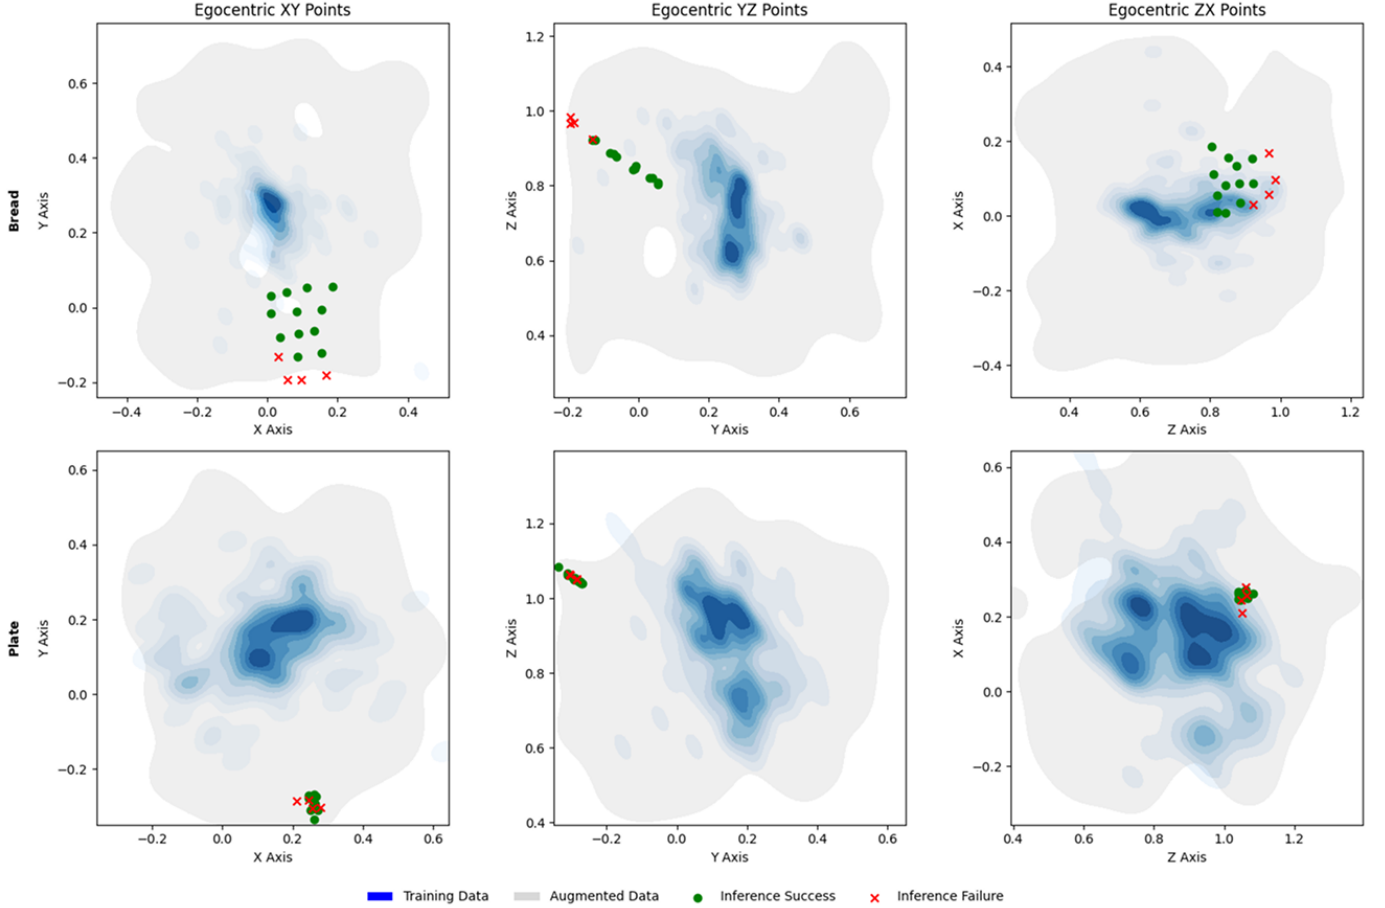 Egocentric XY Points
Egocentric YZ Points
Egocentric ZX Points
Bread
Y Axis
0.6
0.4
0.2
0.0
−0.2
−0.4
−0.2
0.0
0.2
0.4
X Axis
Z Axis
1.2
1.0
0.8
0.6
0.4
−0.2
0.0
0.2
0.4
0.6
Y Axis
X Axis
0.4
0.2
0.0
−0.2
−0.4
0.4
0.6
0.8
1.0
1.2
Z Axis
Plate
Y Axis
0.6
0.4
0.2
0.0
−0.2
−0.2
0.0
0.2
0.4
0.6
X Axis
Z Axis
1.2
1.0
0.8
0.6
0.4
−0.2
0.0
0.2
0.4
0.6
Y Axis
X Axis
0.6
0.4
0.2
0.0
−0.2
0.4
0.6
0.8
1.0
1.2
Z Axis
Training Data
Augmented Data
Inference Success
Inference Failure